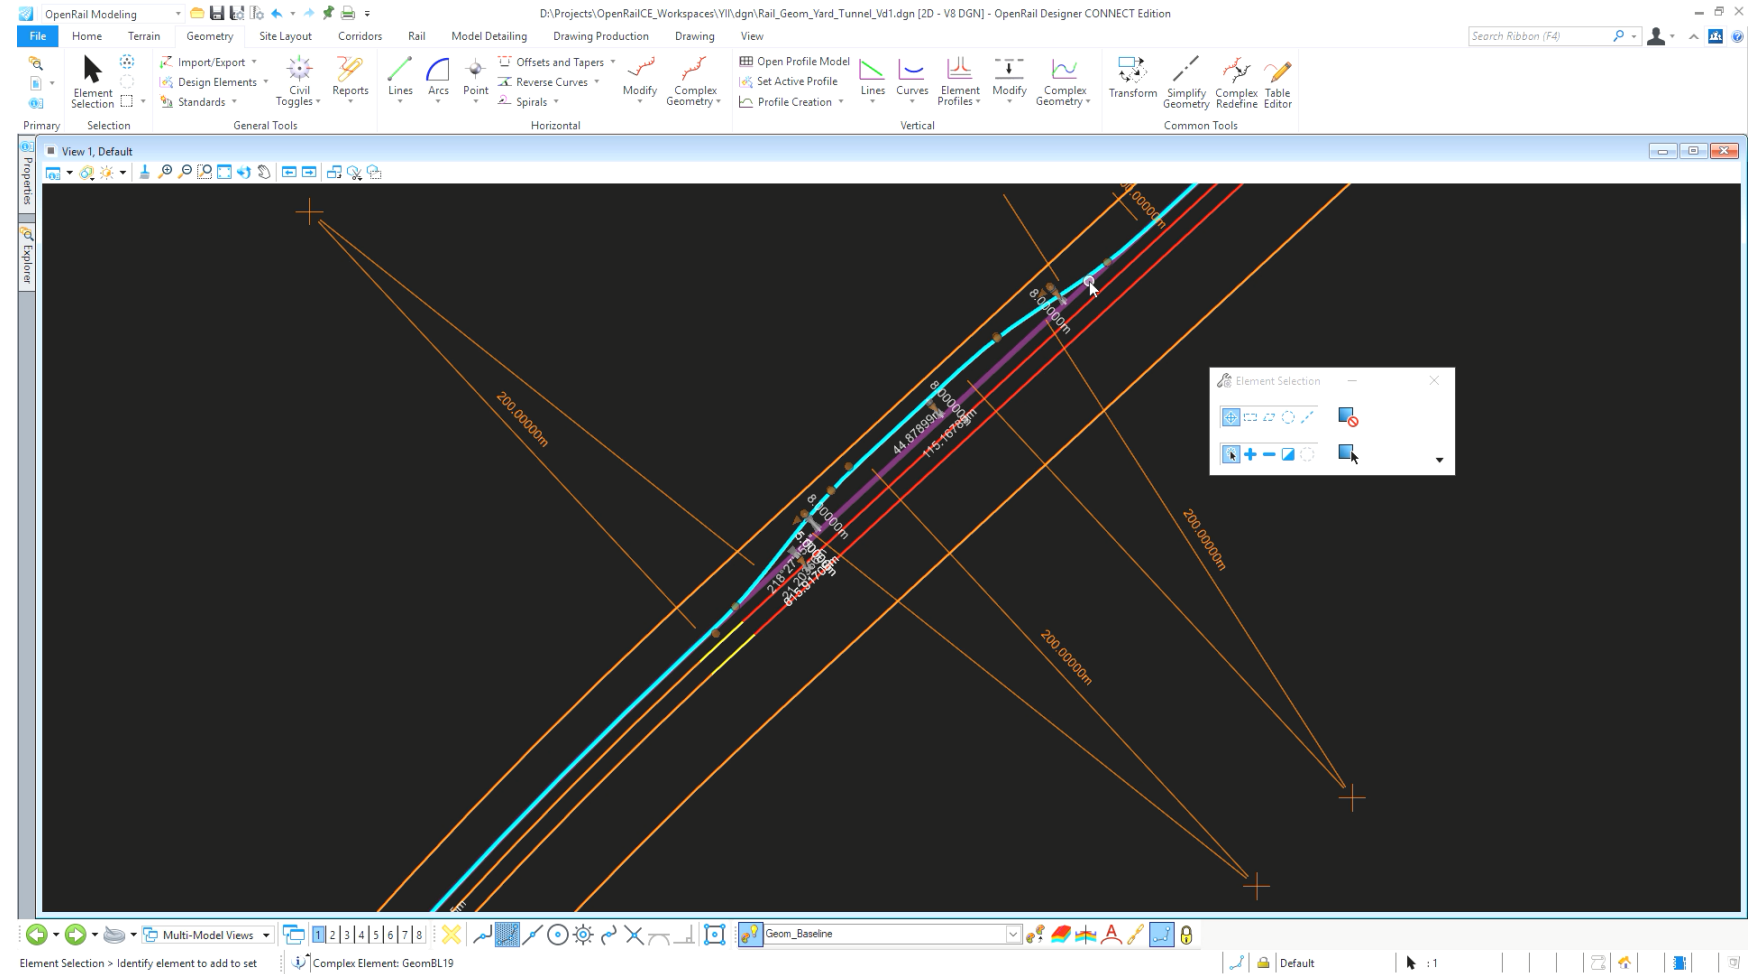 OpenRail Modeling
D:\Projects\OpenRailCE_Workspaces\YII\dgn\Rail_Geom_Yard_Tunnel_Vd1.dgn [2D - V8 DGN] - OpenRail Designer CONNECT Edition
File Home Terrain Geometry Site Layout Corridors Rail Model Detailing Drawing Production Drawing View
Search Ribbon (F4)
Element Selection
Import/Export
Design Elements
Standards
Civil Toggles
Reports
Lines
Arcs
Point
Offsets and Tapers
Reverse Curves
Spirals
Modify
Complex Geometry
Open Profile Model
Set Active Profile
Profile Creation
Lines
Curves
Element Profiles
Modify
Complex Geometry
Transform
Simplify Geometry
Complex Redefine
Table Editor
Primary Selection General Tools Horizontal Vertical Common Tools
View 1, Default
Properties
Explorer
8.00000m
8.00000m
44.87899m
115.16789m
200.00000m
8.00000m
200.00000m
200.00000m
Element Selection
Multi-Model Views
1 2 3 4 5 6 7 8
Geom_Baseline
Element Selection > Identify element to add to set
Complex Element: GeomBL19
Default
: 1